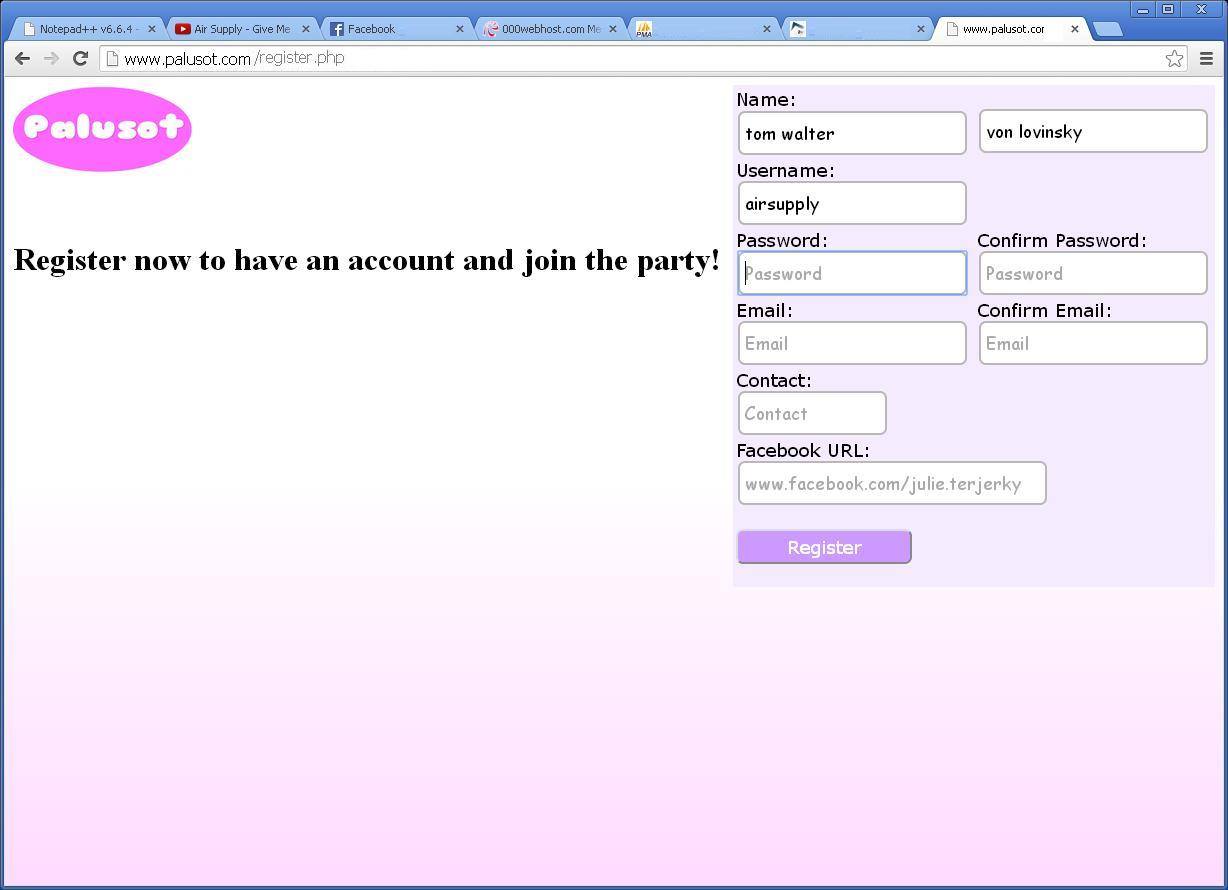 Notepad++ v6.6.4 -
Air Supply - Give Me
Facebook
000webhost.com Me
PMA
www.palusot.cor
www.palusot.com/register.php
Palusot
Register now to have an account and join the party!
Name:
tom walter von lovinsky
Username:
airsupply
Password: Confirm Password:
Password Password
Email: Confirm Email:
Email Email
Contact:
Contact
Facebook URL:
www.facebook.com/julie.terjerky
Register